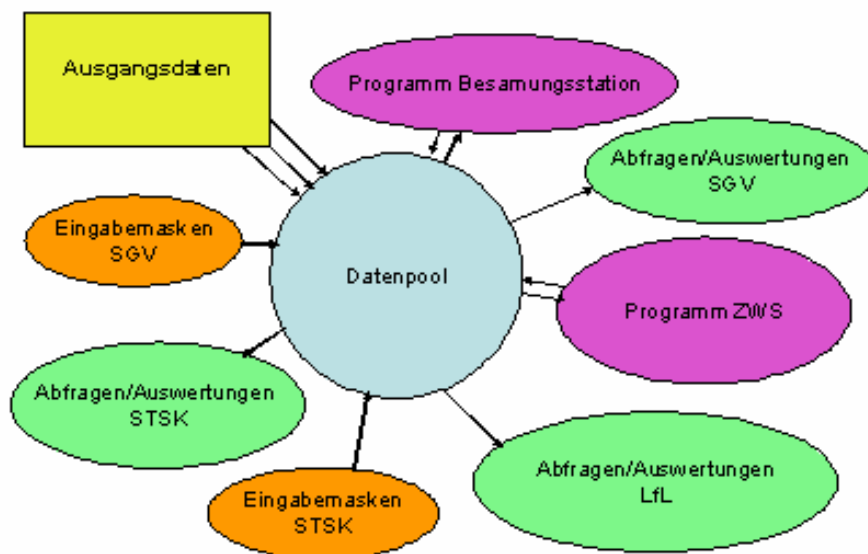 Ausgangsdaten
Programm Besamungsstation
Abfragen/Auswertungen
SGV
Eingabemasken
SGV
Datenpool
Programm ZWS
Abfragen/Auswertungen
STSK
Abfragen/Auswertungen
LfL
Eingabemasken
STSK